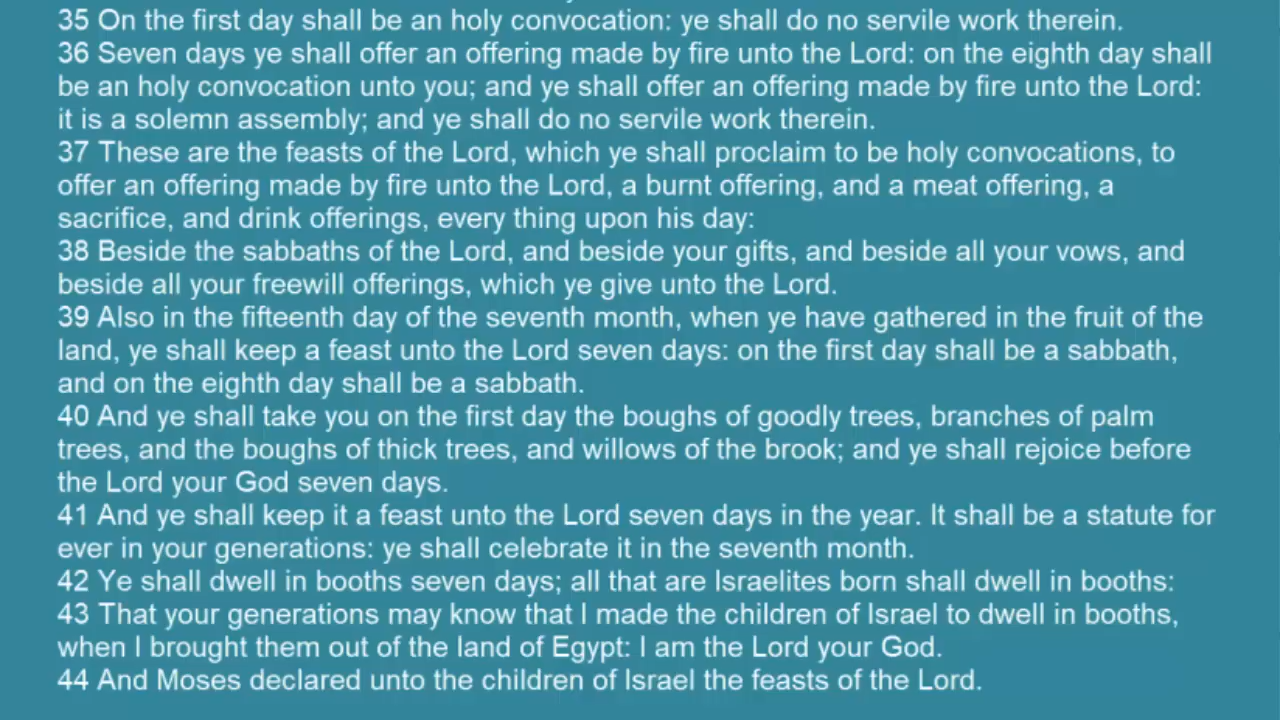 35 On the first day shall be an holy convocation: ye shall do no servile work therein.
36 Seven days ye shall offer an offering made by fire unto the Lord: on the eighth day shall
be an holy convocation unto you; and ye shall offer an offering made by fire unto the Lord:
it is a solemn assembly; and ye shall do no servile work therein.
37 These are the feasts of the Lord, which ye shall proclaim to be holy convocations, to
offer an offering made by fire unto the Lord, a burnt offering, and a meat offering, a
sacrifice, and drink offerings, every thing upon his day:
38 Beside the sabbaths of the Lord, and beside your gifts, and beside all your vows, and
beside all your freewill offerings, which ye give unto the Lord.
39 Also in the fifteenth day of the seventh month, when ye have gathered in the fruit of the
land, ye shall keep a feast unto the Lord seven days: on the first day shall be a sabbath,
and on the eighth day shall be a sabbath.
40 And ye shall take you on the first day the boughs of goodly trees, branches of palm
trees, and the boughs of thick trees, and willows of the brook; and ye shall rejoice before
the Lord your God seven days.
41 And ye shall keep it a feast unto the Lord seven days in the year. It shall be a statute for
ever in your generations: ye shall celebrate it in the seventh month.
42 Ye shall dwell in booths seven days; all that are Israelites born shall dwell in booths:
43 That your generations may know that I made the children of Israel to dwell in booths,
when I brought them out of the land of Egypt: I am the Lord your God.
44 And Moses declared unto the children of Israel the feasts of the Lord.